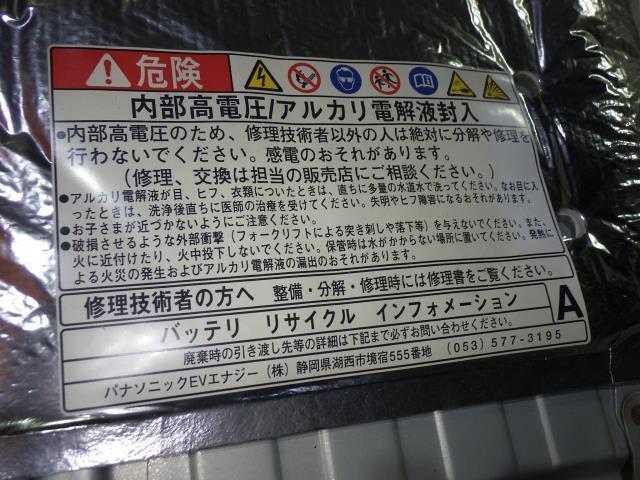 危険
内部高電圧/アルカリ電解液封入
●内部高電圧のため、修理技術者以外の人は絶対に分解や修理を
行わないでください。感電のおそれがあります。
(修理、交換は担当の販売店にご相談ください。)
●アルカリ電解液が目、ヒフ、衣類についたときは、直ちに多量の水道水で洗ってください。なお目に入
ったときは、洗浄後直ちに医師の治療を受けてください。失明やヒフ障害になるおそれがあります。
●お子さまが近づかないようにご注意ください。
●破損させるような外部衝撃(フォークリフトによる突き刺しや落下等)を与えないでください。また、
火に近付けたり、火中投下しないでください。保管時は水がかからない場所に置いてください。発熱に
よる火災の発生およびアルカリ電解液の漏出のおそれがあります。
修理技術者の方へ 整備・分解・修理時には修理書をご覧ください。
バッテリ リサイクル インフォメーション
A
廃棄時の引き渡し先等の詳細は下記まで必ずお問い合わせください。
パナソニックEVエナジー(株)静岡県湖西市境宿555番地 (053)577-3195